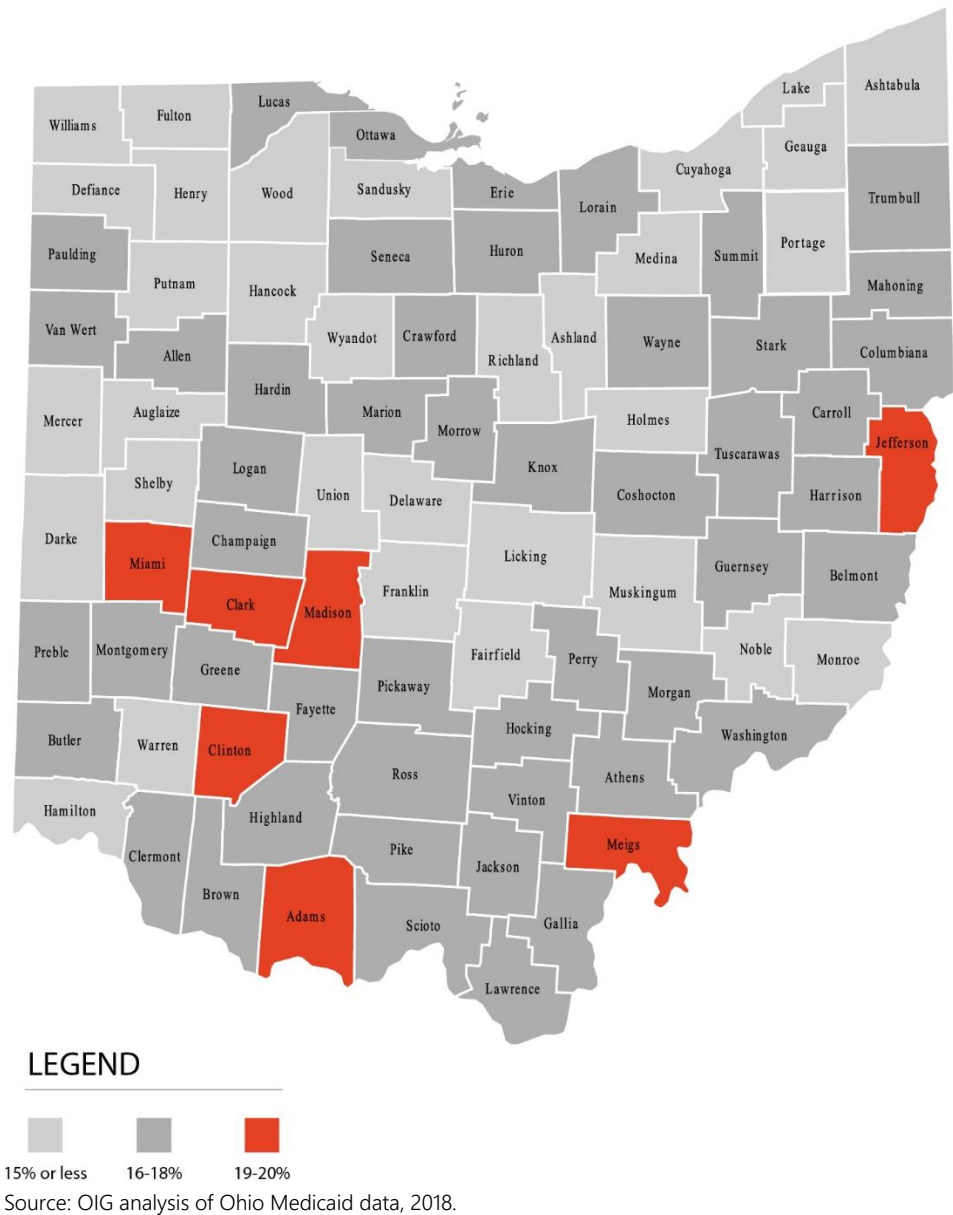 Lake
Ashtabula
Lucas
Fulton
Williams
Ottawa
Geauga
Cuyahoga
Defiance
Henry
Wood
Sandusky
Erie
Lorain
Trumbull
Portage
Paulding
Seneca
Huron
Medina
Summit
Putnam
Hancock
Mahoning
Van Wert
Allen
Wyandot
Crawford
Richland
Ashland
Wayne
Stark
Columbiana
Hardin
Mercer
Auglaize
Marion
Morrow
Holmes
Carroll
Jefferson
Shelby
Logan
Union
Delaware
Knox
Coshocton
Tuscarawas
Harrison
Darke
Champaign
Miami
Licking
Guernsey
Belmont
Clark
Madison
Franklin
Muskingum
Preble
Montgomery
Greene
Fairfield
Perry
Noble
Monroe
Pickaway
Morgan
Fayette
Hocking
Washington
Butler
Warren
Clinton
Ross
Athens
Hamilton
Highland
Vinton
Clermont
Pike
Jackson
Meigs
Brown
Adams
Scioto
Gallia
Lawrence
LEGEND
15% or less 16-18% 19-20%
Source: OIG analysis of Ohio Medicaid data, 2018.